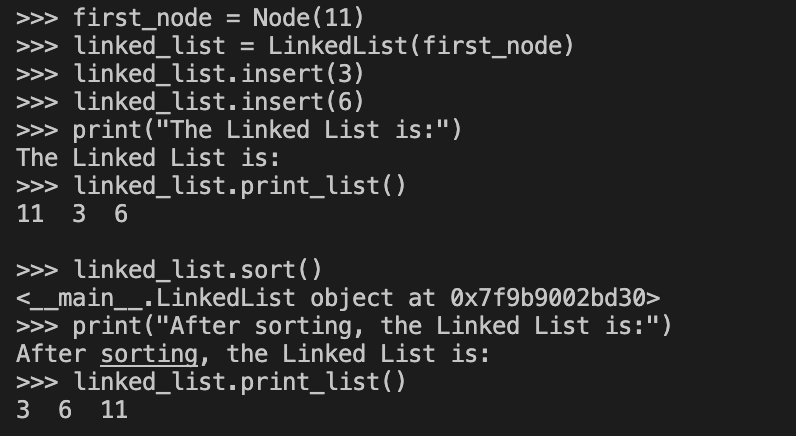 >>> first_node = Node(11)
>>> linked_list = LinkedList(first_node)
>>> linked_list.insert(3)
>>> linked_list.insert(6)
>>> print("The Linked List is:")
The Linked List is:
>>> linked_list.print_list()
11  3  6
>>> linked_list.sort()
<__main__.LinkedList object at 0x7f9b9002bd30>
>>> print("After sorting, the Linked List is:")
After sorting, the Linked List is:
>>> linked_list.print_list()
3  6  11